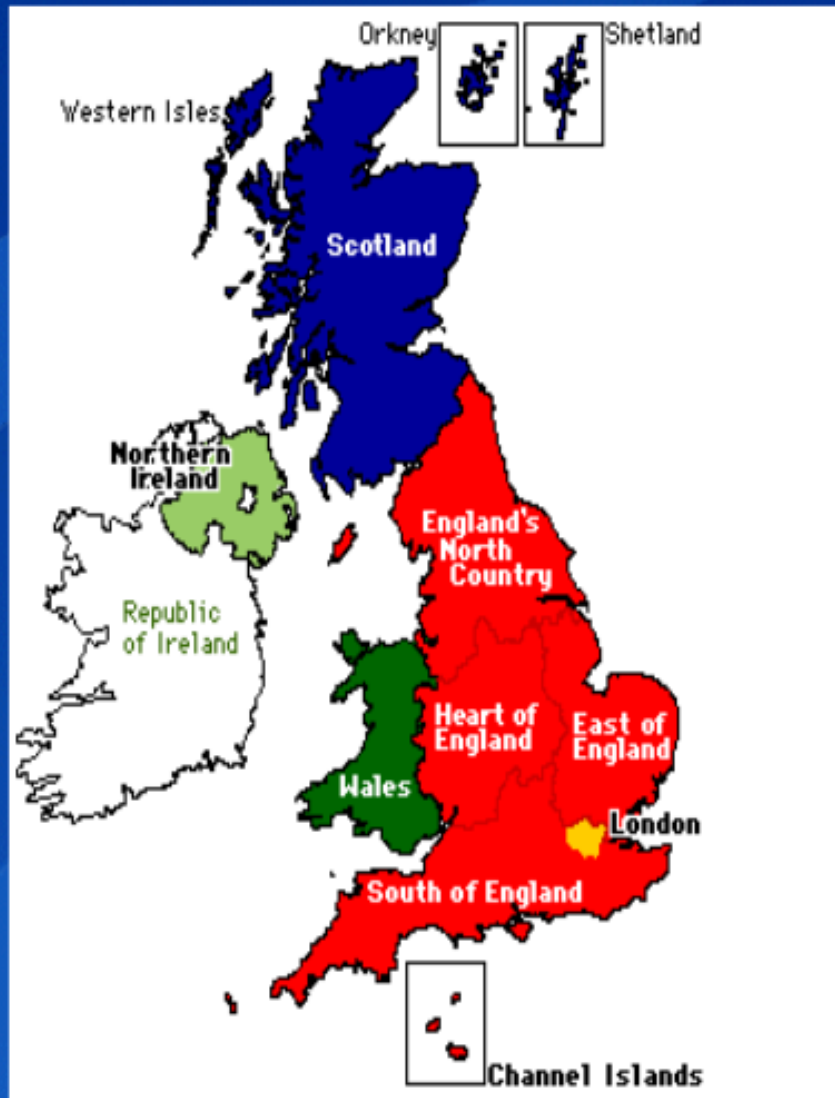 Orkney
Shetland
Western Isles
Scotland
Northern
Ireland
England's
North
Country
Republic
of Ireland
Heart of
England
East of
England
Wales
London
South of England
Channel Islands